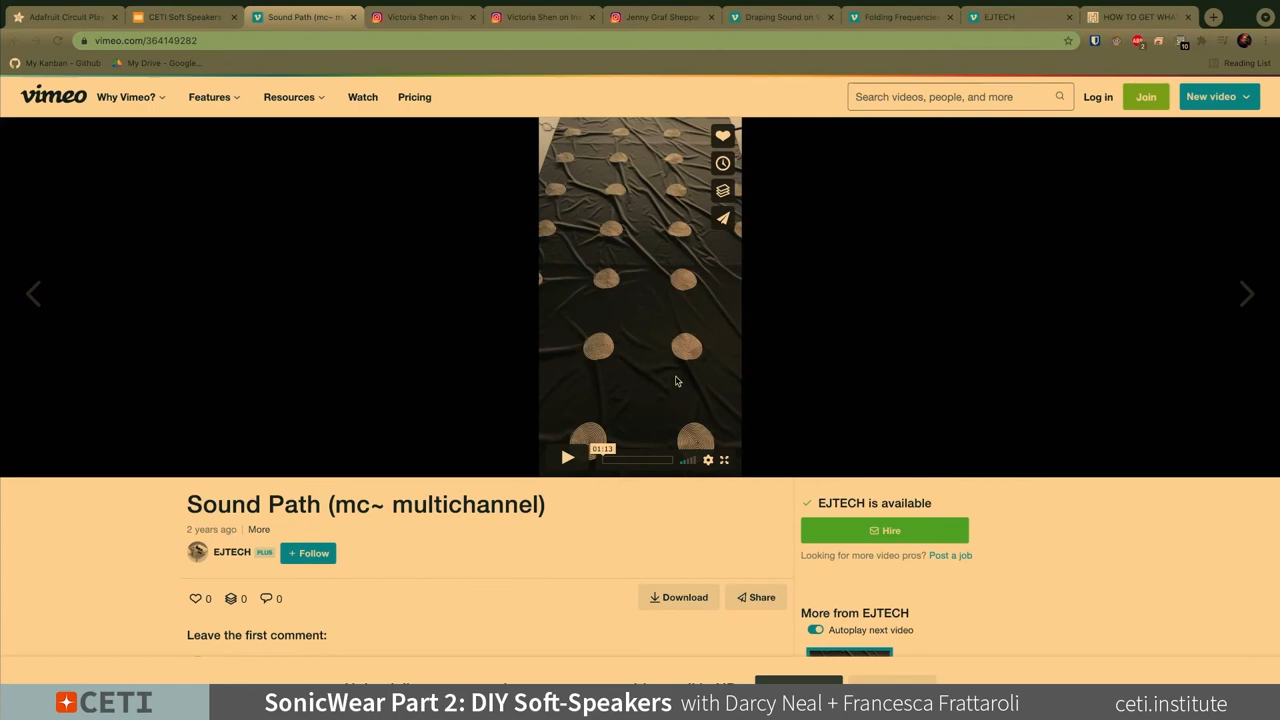 Adafruit Circuit Play
CETI Soft Speakers
Sound Path (mc~ m
Victoria Shen on Ins
Victoria Shen on Ins
Jenny Graf Sheppar
Draping Sound on V
Folding Frequencies
EJTECH
HOW TO GET WHA
vimeo.com/364149282
2
10
My Kanban - Github
My Drive - Google...
Reading List
vimeo
Why Vimeo?
Features
Resources
Watch
Pricing
Search videos, people, and more
Log in
Join
New video
01:13
Sound Path (mc~ multichannel)
2 years ago | More
EJTECH PLUS + Follow
0 0 0
Download
Share
Leave the first comment:
EJTECH is available
Hire
Looking for more video pros? Post a job
More from EJTECH
Autoplay next video
CETI
SonicWear Part 2: DIY Soft-Speakers with Darcy Neal + Francesca Frattaroli
ceti.institute